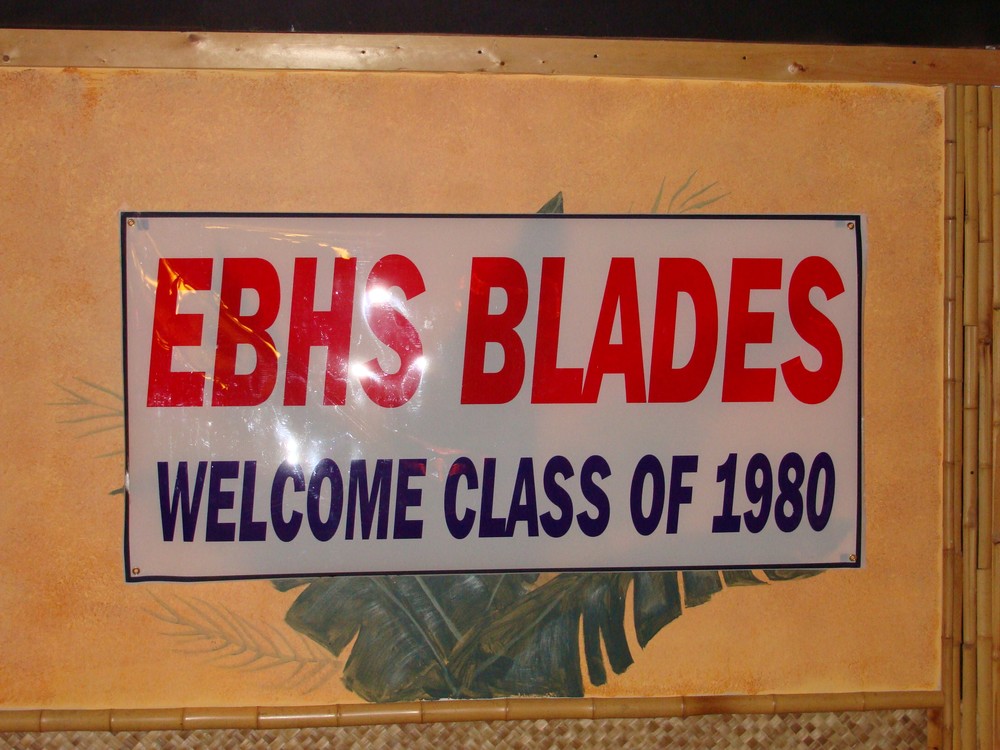 EBHS BLADES
WELCOME CLASS OF 1980